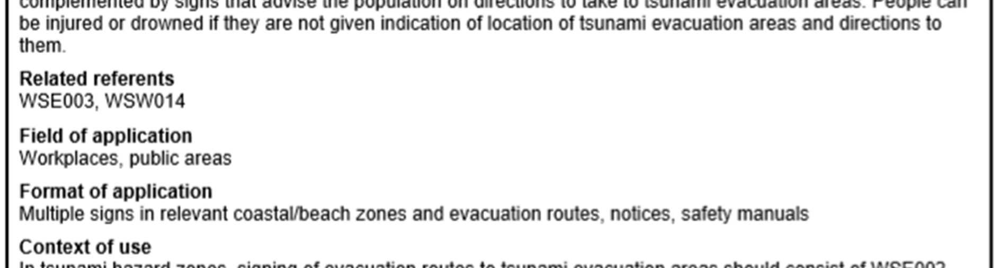 complemented by signs that advise the population on directions to take to tsunami evacuation areas. People can
be injured or drowned if they are not given indication of location of tsunami evacuation areas and directions to
them.
Related referents
WSE003, WSW014
Field of application
Workplaces, public areas
Format of application
Multiple signs in relevant coastal/beach zones and evacuation routes, notices, safety manuals
Context of use
In tsunami hazard zones, signing of evacuation routes to tsunami evacuation areas should consist of